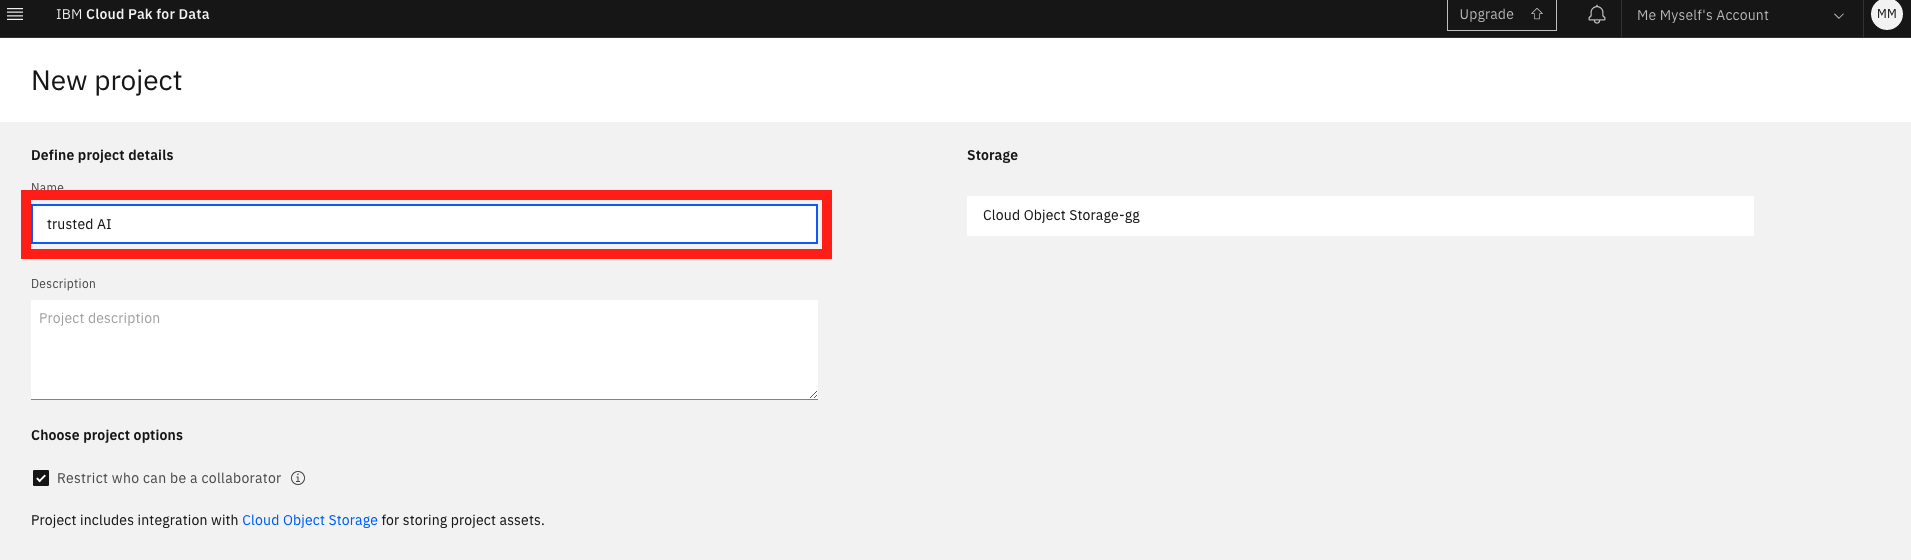 IBM Cloud Pak for Data
Upgrade
Me Myself's Account
MM
New project
Define project details
Name
trusted AI
Description
Project description
Choose project options
Restrict who can be a collaborator
Project includes integration with Cloud Object Storage for storing project assets.
Storage
Cloud Object Storage-gg